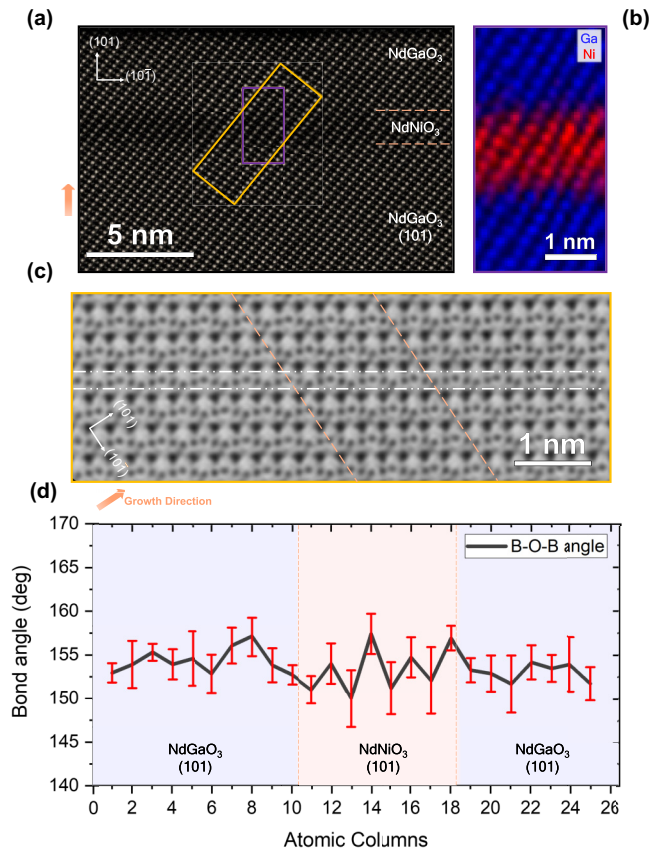 (a)
(b)
(101)
(101̄)
NdGaO₃
NdNiO₃
NdGaO₃
(101)
5 nm
Ga
Ni
1 nm
(c)
(101)
(101̄)
1 nm
(d)
Growth Direction
170
165
160
155
150
145
140
Bond angle (deg)
B-O-B angle
NdGaO₃
(101)
NdNiO₃
(101)
NdGaO₃
(101)
0 2 4 6 8 10 12 14 16 18 20 22 24 26
Atomic Columns